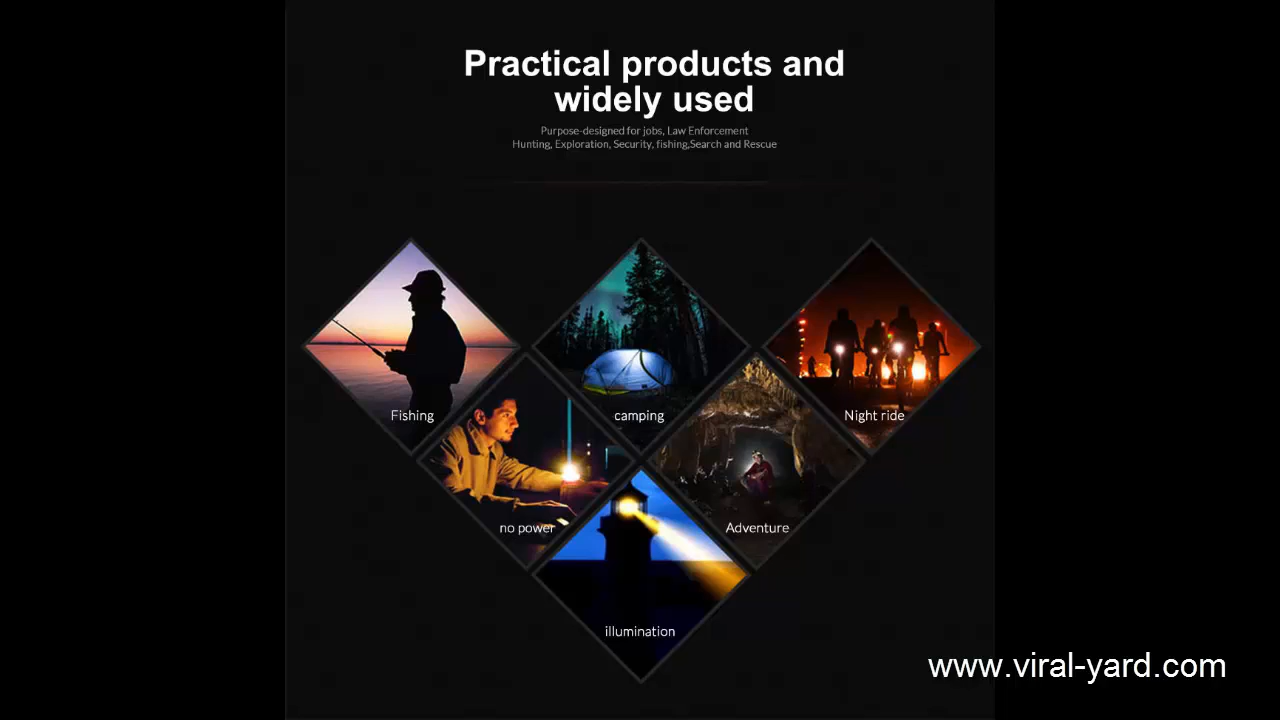 Practical products and
widely used
Purpose-designed for jobs, Law Enforcement
Hunting, Exploration, Security, fishing,Search and Rescue
Fishing
camping
Night ride
no power
Adventure
illumination
www.viral-yard.com